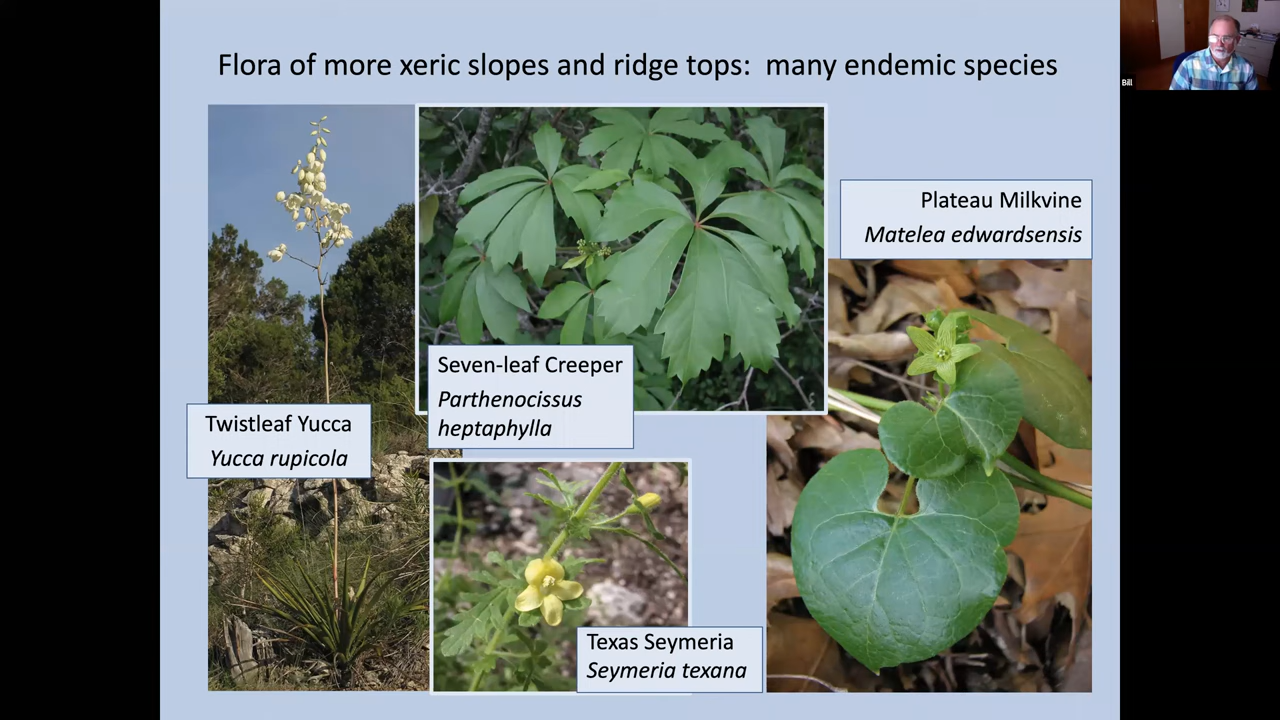 Flora of more xeric slopes and ridge tops: many endemic species
Bill
Plateau Milkvine
Matelea edwardsensis
Seven-leaf Creeper
Parthenocissus
heptaphylla
Twistleaf Yucca
Yucca rupicola
Texas Seymeria
Seymeria texana